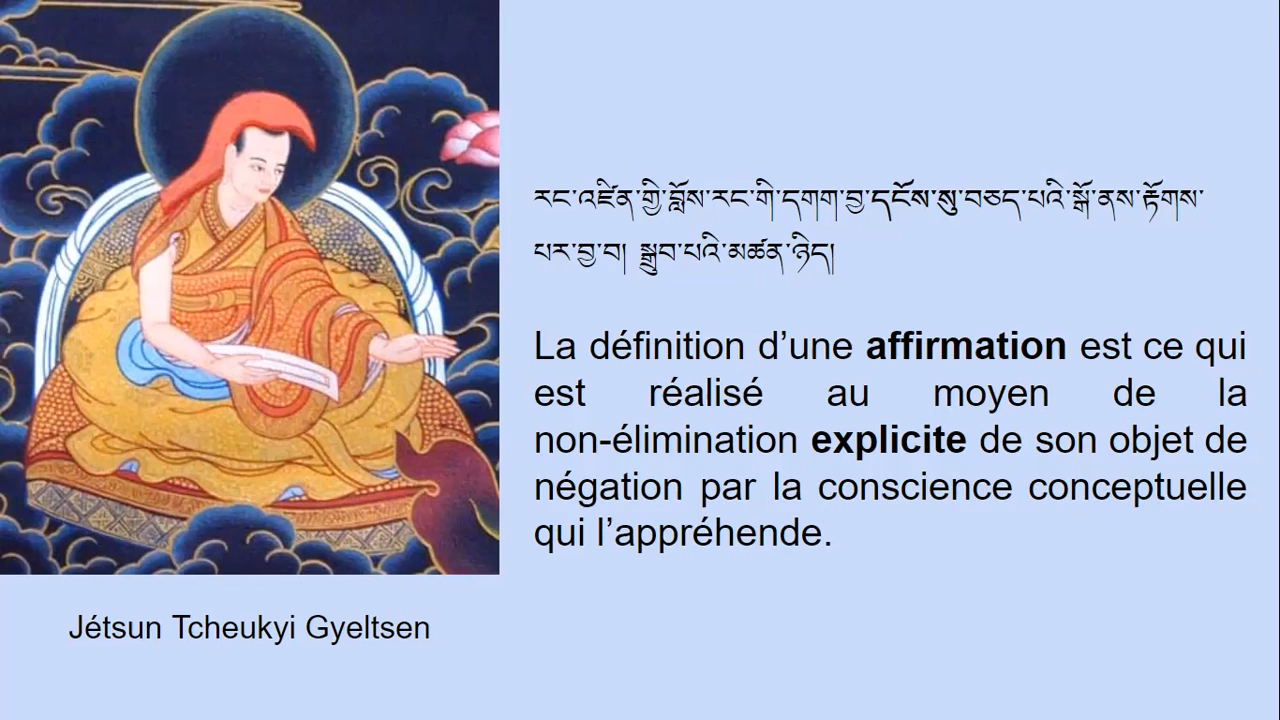 རང་འཛིན་གྱི་བློས་རང་གི་དགག་བྱ་དངོས་སུ་བཅད་པའི་སྒོ་ནས་རྟོགས་
པར་བྱ་བ། སྒྲུབ་པའི་མཚན་ཉིད།
La définition d’une affirmation est ce qui
est réalisé au moyen de la
non-élimination explicite de son objet de
négation par la conscience conceptuelle
qui l’appréhende.
Jétsun Tcheukyi Gyeltsen